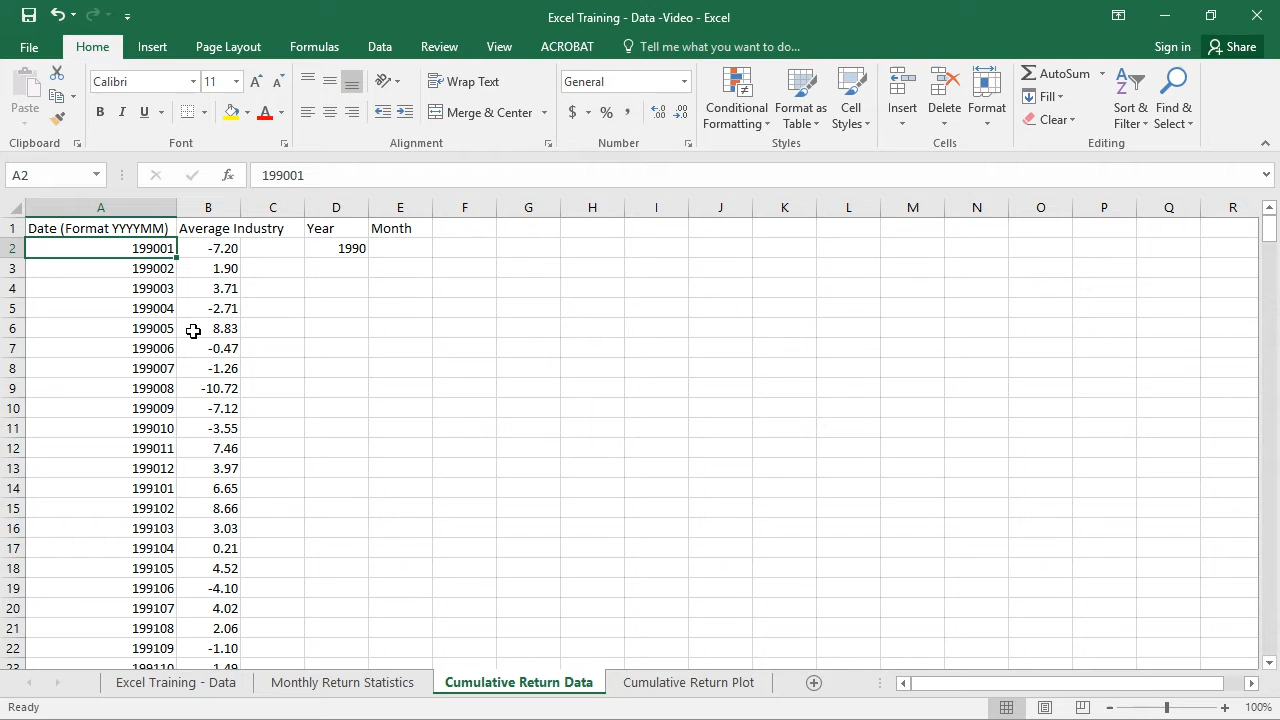 Excel Training - Data -Video - Excel
File Home Insert Page Layout Formulas Data Review View ACROBAT Tell me what you want to do... Sign in Share
Calibri 11 Wrap Text General AutoSum
Fill
Paste B I U Merge & Center $ % , Conditional Formatting Format as Table Cell Styles Insert Delete Format Clear Sort & Filter Find & Select
Clipboard Font Alignment Number Styles Cells Editing
A2 fx 199001
A B C D E F G H I J K L M N O P Q R
1 Date (Format YYYYMM) Average Industry Year Month
2 199001 -7.20 1990
3 199002 1.90
4 199003 3.71
5 199004 -2.71
6 199005 8.83
7 199006 -0.47
8 199007 -1.26
9 199008 -10.72
10 199009 -7.12
11 199010 -3.55
12 199011 7.46
13 199012 3.97
14 199101 6.65
15 199102 8.66
16 199103 3.03
17 199104 0.21
18 199105 4.52
19 199106 -4.10
20 199107 4.02
21 199108 2.06
22 199109 -1.10
23 199110 1.49
Excel Training - Data Monthly Return Statistics Cumulative Return Data Cumulative Return Plot
Ready 100%